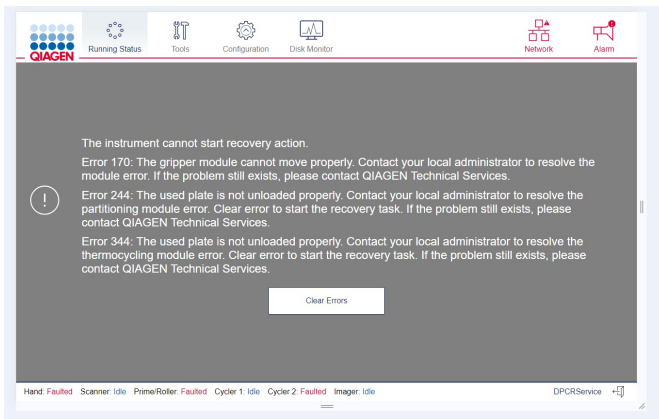 QIAGEN
Running Status Tools Configuration Disk Monitor Network Alarm
The instrument cannot start recovery action.
Error 170: The gripper module cannot move properly. Contact your local administrator to resolve the
module error. If the problem still exists, please contact QIAGEN Technical Services.
Error 244: The used plate is not unloaded properly. Contact your local administrator to resolve the
partitioning module error. Clear error to start the recovery task. If the problem still exists, please
contact QIAGEN Technical Services.
Error 344: The used plate is not unloaded properly. Contact your local administrator to resolve the
thermocycling module error. Clear error to start the recovery task. If the problem still exists, please
contact QIAGEN Technical Services.
Clear Errors
Hand: Faulted Scanner: Idle Prime/Roller: Faulted Cycler 1: Idle Cycler 2: Faulted Imager: Idle DPCRService